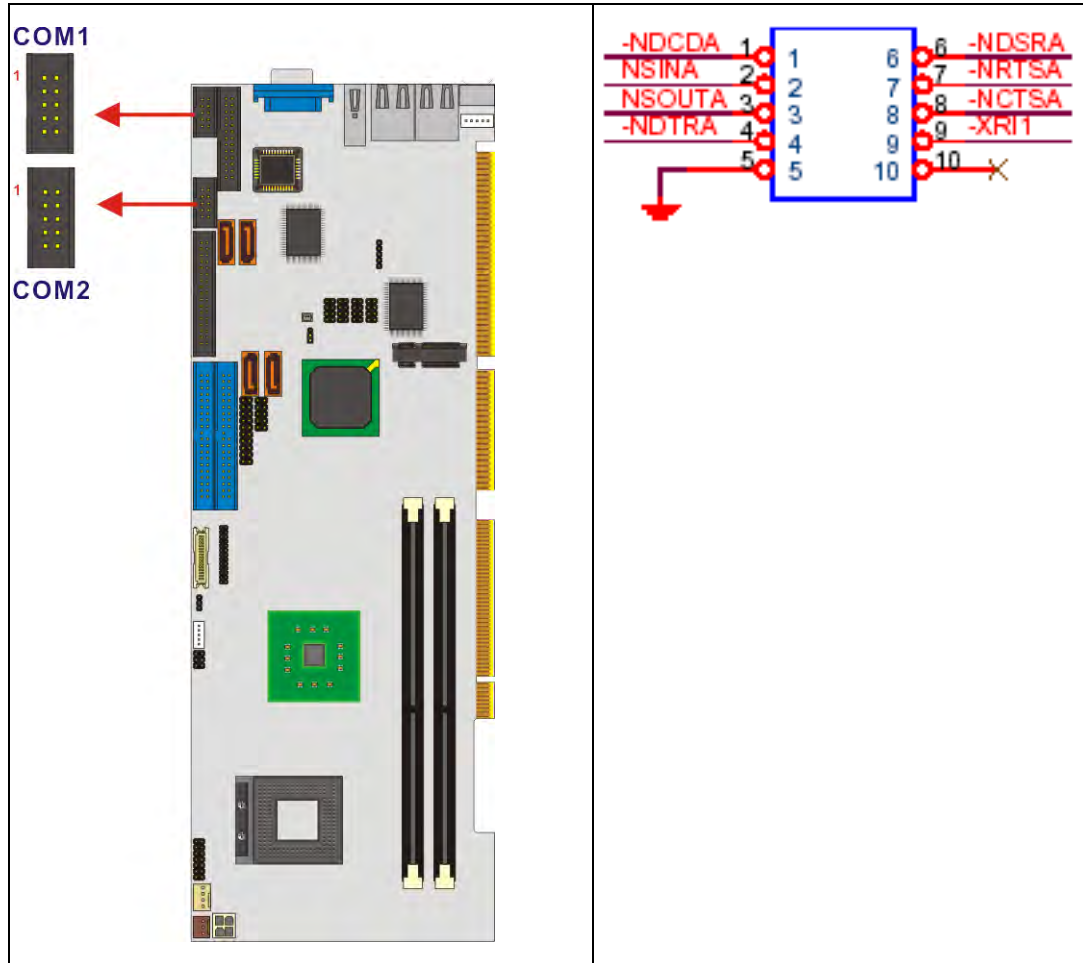 COM1
1
1
COM2
-NDCDA 1 1 6 6 -NDSRA
NSINA 2 2 7 7 -NRTSA
NSOUTA 3 3 8 8 -NCTSA
-NDTRA 4 4 9 9 -XRI1
5 5 10 10